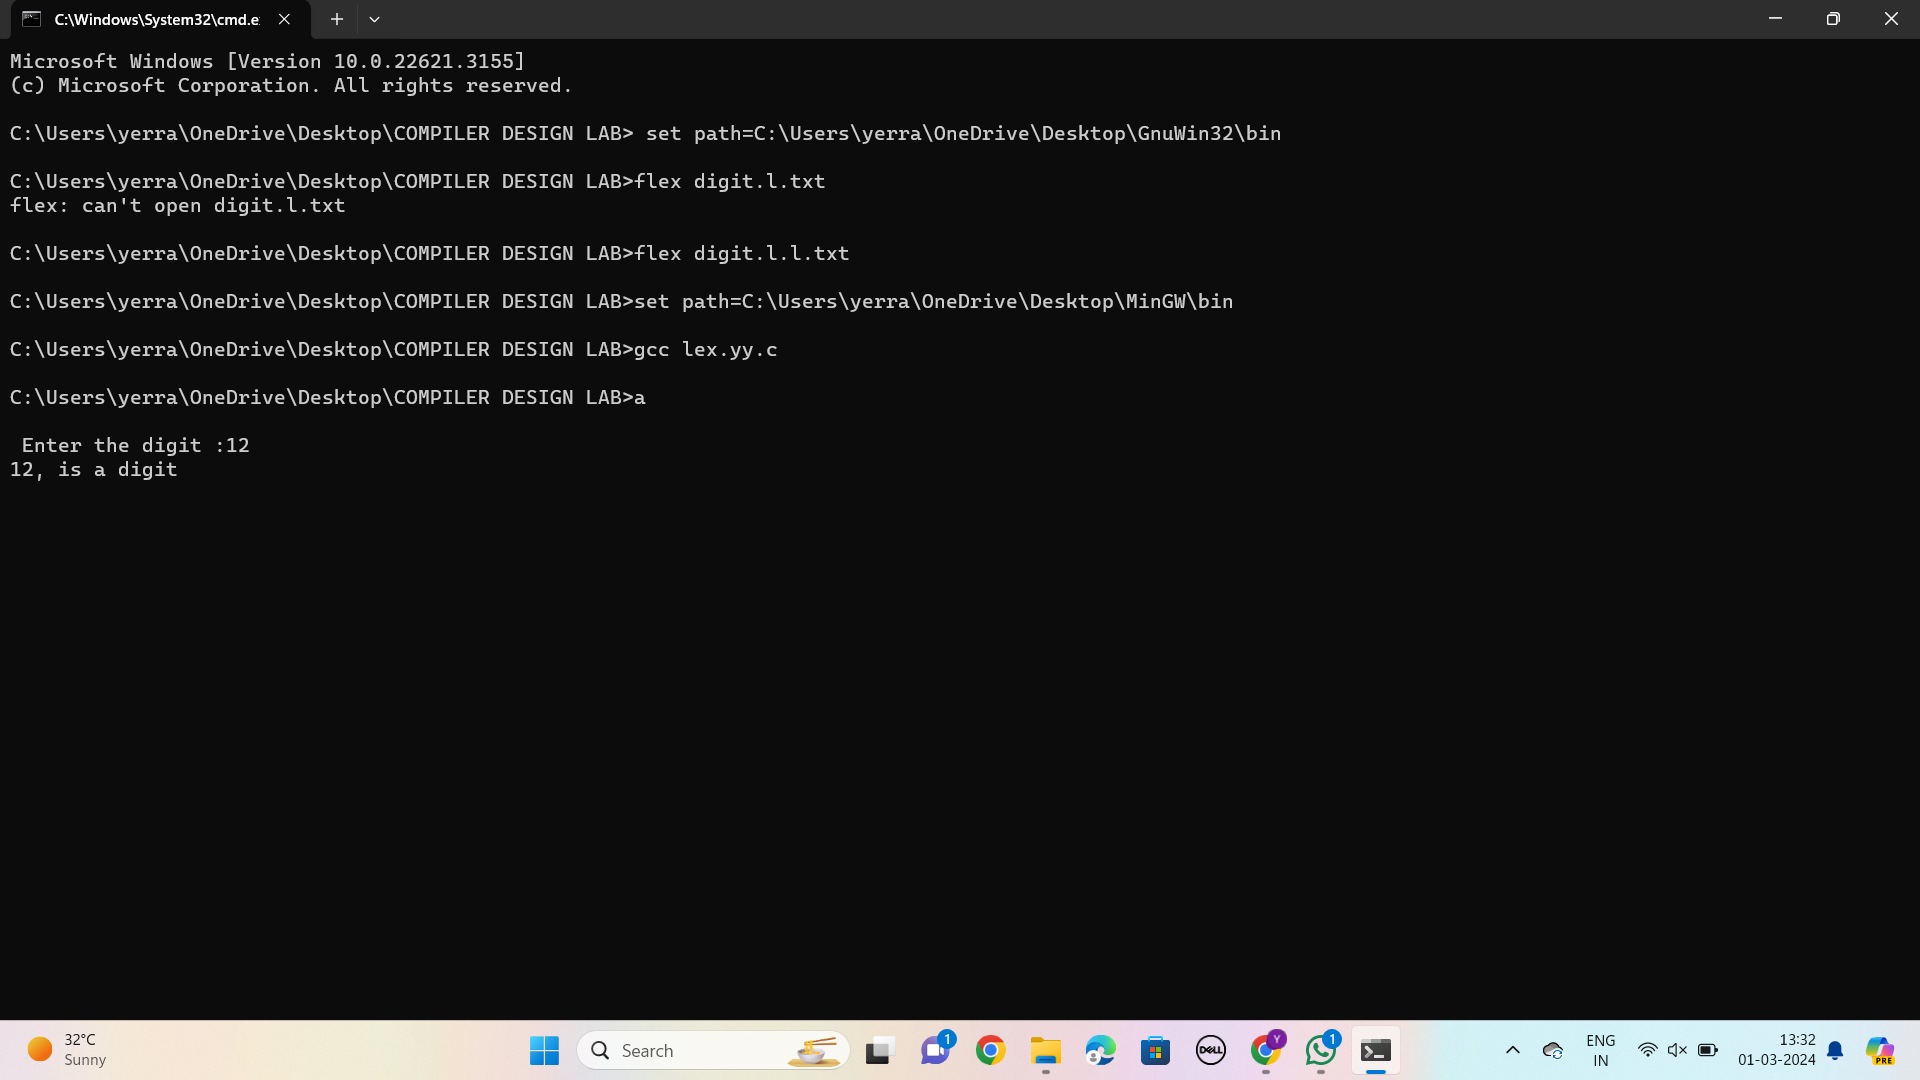 C:\Windows\System32\cmd.e
Microsoft Windows [Version 10.0.22621.3155]
(c) Microsoft Corporation. All rights reserved.
C:\Users\yerra\OneDrive\Desktop\COMPILER DESIGN LAB> set path=C:\Users\yerra\OneDrive\Desktop\GnuWin32\bin
C:\Users\yerra\OneDrive\Desktop\COMPILER DESIGN LAB>flex digit.l.txt
flex: can't open digit.l.txt
C:\Users\yerra\OneDrive\Desktop\COMPILER DESIGN LAB>flex digit.l.l.txt
C:\Users\yerra\OneDrive\Desktop\COMPILER DESIGN LAB>set path=C:\Users\yerra\OneDrive\Desktop\MinGW\bin
C:\Users\yerra\OneDrive\Desktop\COMPILER DESIGN LAB>gcc lex.yy.c
C:\Users\yerra\OneDrive\Desktop\COMPILER DESIGN LAB>a
Enter the digit :12
12, is a digit
32°C
Sunny
Search
1
DELL
Y
1
ENG
IN
13:32
01-03-2024
PRE